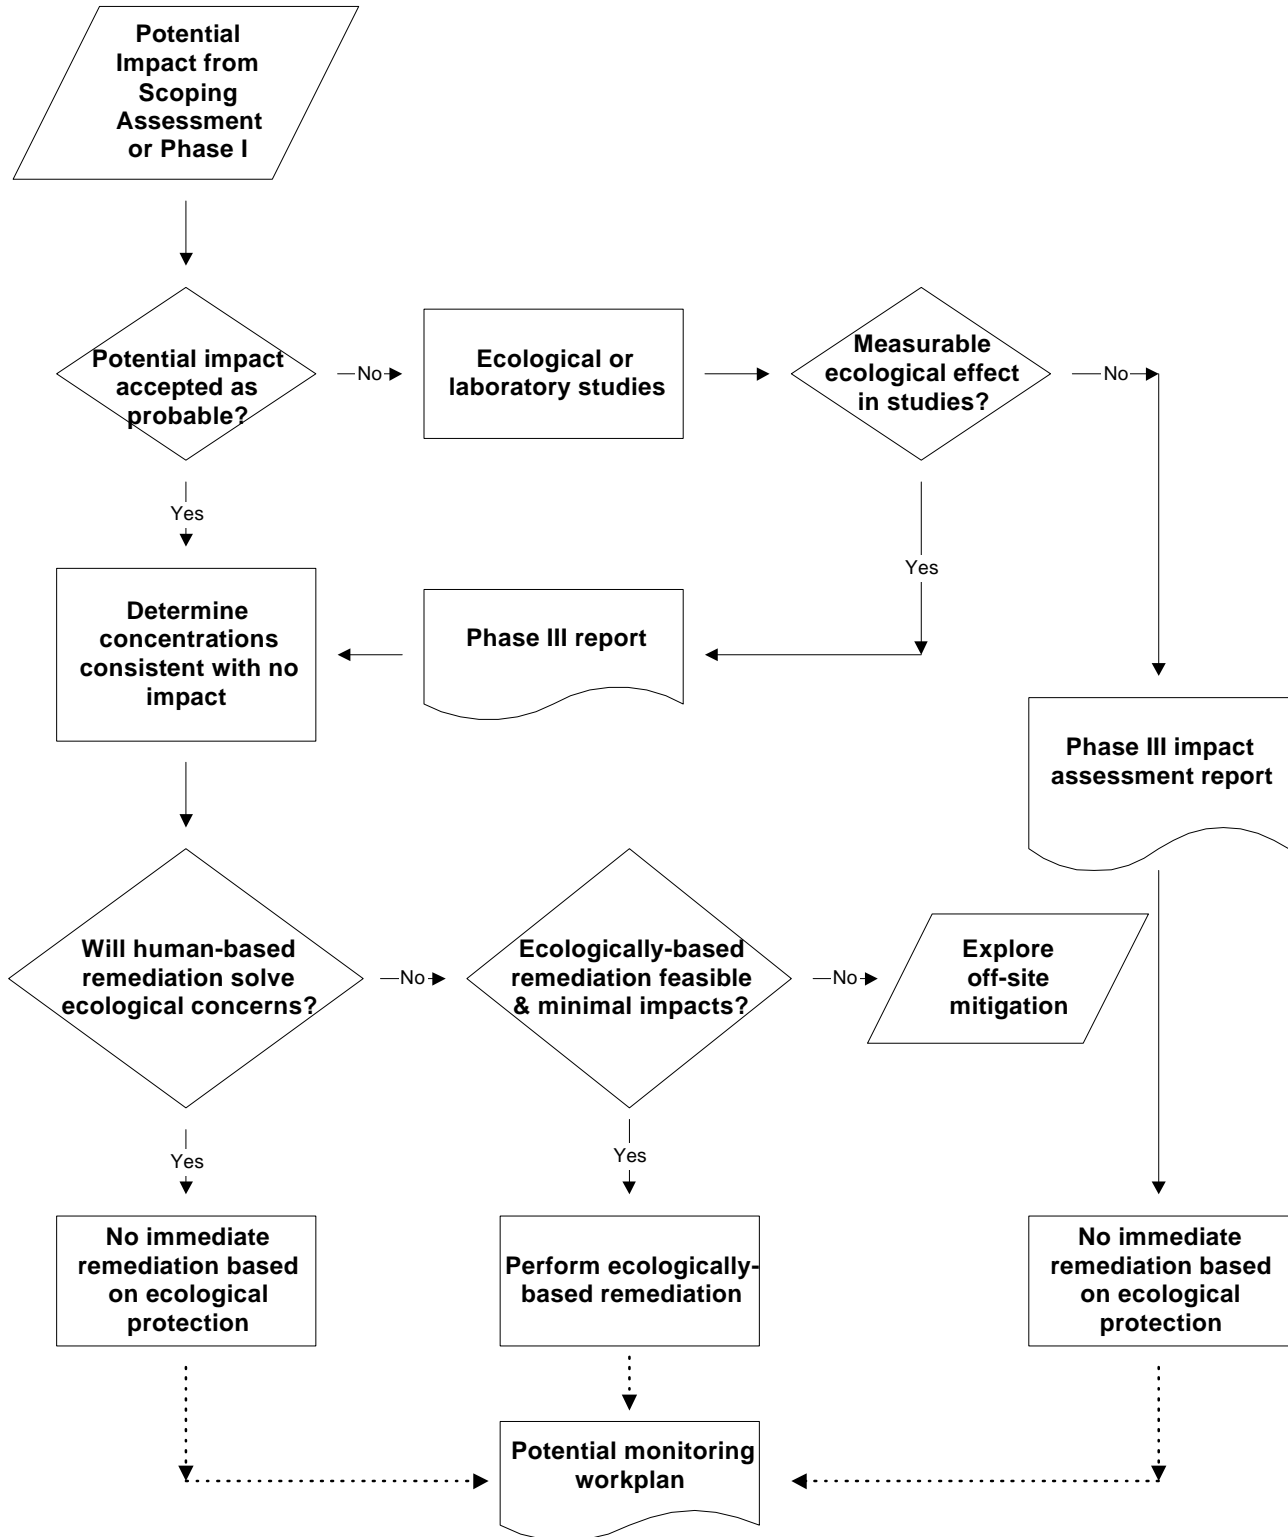 Potential
Impact from
Scoping
Assessment
or Phase I
Potential impact
accepted as
probable?
No
Ecological or
laboratory studies
Measurable
ecological effect
in studies?
No
Yes
Yes
Determine
concentrations
consistent with no
impact
Phase III report
Phase III impact
assessment report
Will human-based
remediation solve
ecological concerns?
No
Ecologically-based
remediation feasible
& minimal impacts?
No
Explore
off-site
mitigation
Yes
Yes
No immediate
remediation based
on ecological
protection
Perform ecologically-
based remediation
No immediate
remediation based
on ecological
protection
Potential monitoring
workplan